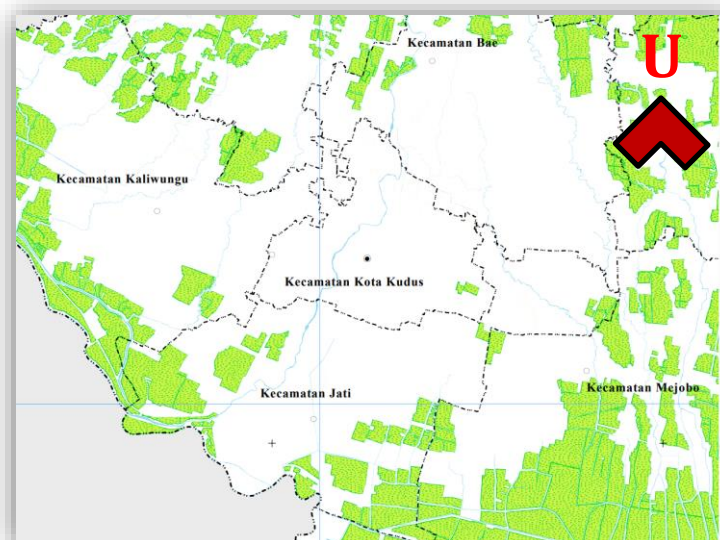 Kecamatan Bae
U
Kecamatan Kaliwungu
Kecamatan Kota Kudus
Kecamatan Jati
Kecamatan Mejobo